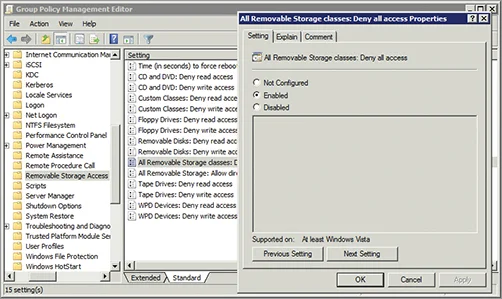 Group Policy Management Editor
File Action View Help
Internet Communication Ma
iSCSI
KDC
Kerberos
Locale Services
Logon
Net Logon
NTFS Filesystem
Performance Control Panel
Power Management
Remote Assistance
Remote Procedure Call
Removable Storage Access
Scripts
Server Manager
Shutdown Options
System Restore
Troubleshooting and Diagno
Trusted Platform Module Se
User Profiles
Windows File Protection
Windows HotStart
Setting
Time (in seconds) to force reboot
CD and DVD: Deny read access
CD and DVD: Deny write access
Custom Classes: Deny read acces
Custom Classes: Deny write acce
Floppy Drives: Deny read access
Floppy Drives: Deny write access
Removable Disks: Deny read acce
Removable Disks: Deny write acc
All Removable Storage classes: D
All Removable Storage: Allow dire
Tape Drives: Deny read access
Tape Drives: Deny write access
WPD Devices: Deny read access
WPD Devices: Deny write access
Extended Standard
15 setting(s)
All Removable Storage classes: Deny all access Properties
Setting Explain Comment
All Removable Storage classes: Deny all access
Not Configured
Enabled
Disabled
Supported on: At least Windows Vista
Previous Setting Next Setting
OK Cancel Apply